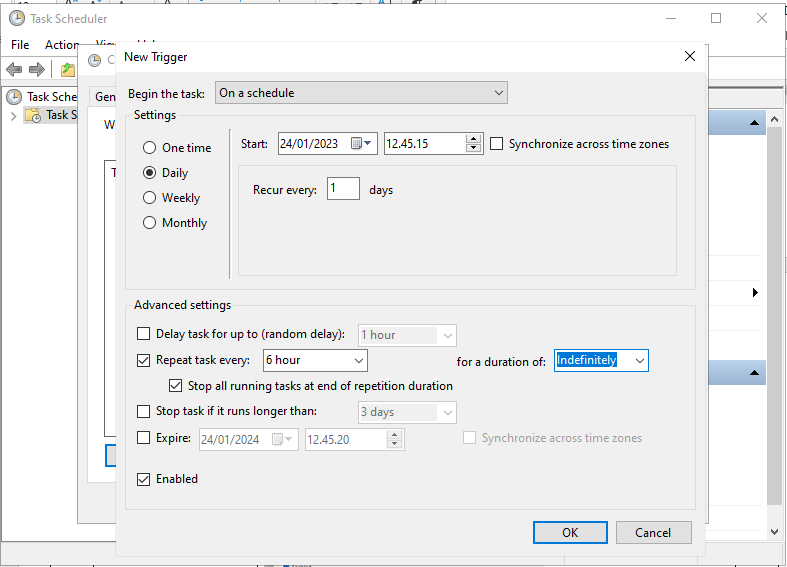 Task Scheduler
File Action
New Trigger
Task Sche
Task S
Gen
Begin the task: On a schedule
Settings
One time
Daily
Weekly
Monthly
Start: 24/01/2023 12.45.15 Synchronize across time zones
Recur every: 1 days
Advanced settings
Delay task for up to (random delay): 1 hour
Repeat task every: 6 hour for a duration of: Indefinitely
Stop all running tasks at end of repetition duration
Stop task if it runs longer than: 3 days
Expire: 24/01/2024 12.45.20 Synchronize across time zones
Enabled
OK Cancel